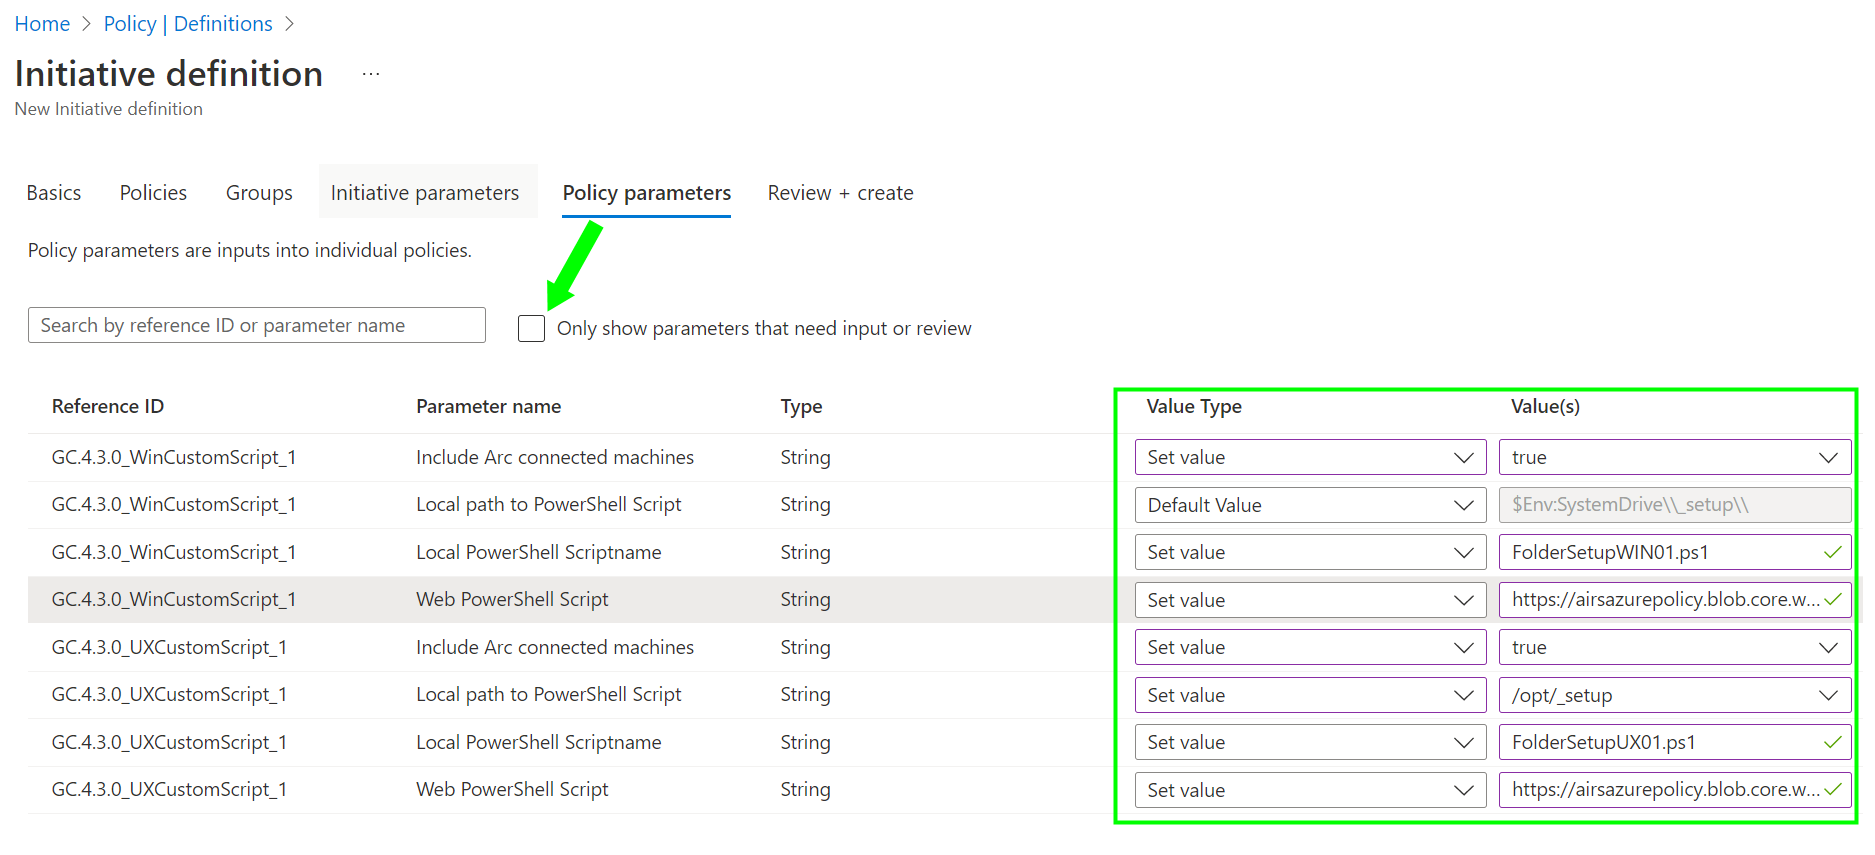 Home > Policy | Definitions >
Initiative definition ...
New Initiative definition
Basics Policies Groups Initiative parameters Policy parameters Review + create
Policy parameters are inputs into individual policies.
Search by reference ID or parameter name Only show parameters that need input or review
Reference ID Parameter name Type Value Type Value(s)
GC.4.3.0_WinCustomScript_1 Include Arc connected machines String Set value true
GC.4.3.0_WinCustomScript_1 Local path to PowerShell Script String Default Value $Env:SystemDrive\\_setup\\
GC.4.3.0_WinCustomScript_1 Local PowerShell Scriptname String Set value FolderSetupWIN01.ps1
GC.4.3.0_WinCustomScript_1 Web PowerShell Script String Set value https://airsazurepolicy.blob.core.w...
GC.4.3.0_UXCustomScript_1 Include Arc connected machines String Set value true
GC.4.3.0_UXCustomScript_1 Local path to PowerShell Script String Set value /opt/_setup
GC.4.3.0_UXCustomScript_1 Local PowerShell Scriptname String Set value FolderSetupUX01.ps1
GC.4.3.0_UXCustomScript_1 Web PowerShell Script String Set value https://airsazurepolicy.blob.core.w...